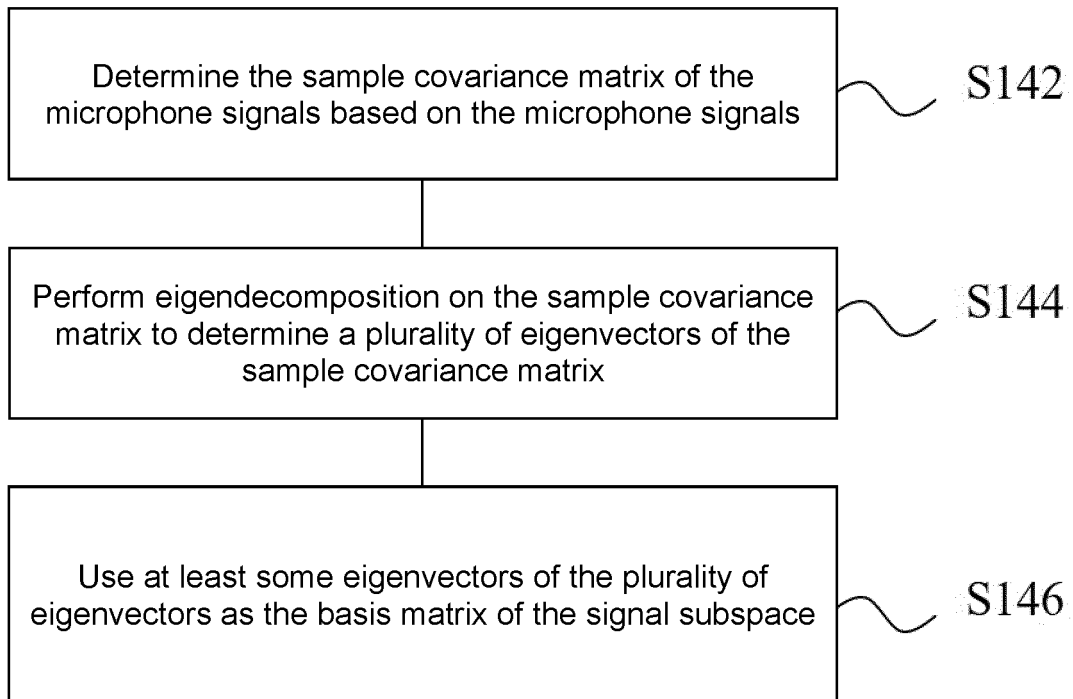 Determine the sample covariance matrix of the
microphone signals based on the microphone signals
S142
Perform eigendecomposition on the sample covariance
matrix to determine a plurality of eigenvectors of the
sample covariance matrix
S144
Use at least some eigenvectors of the plurality of
eigenvectors as the basis matrix of the signal subspace
S146